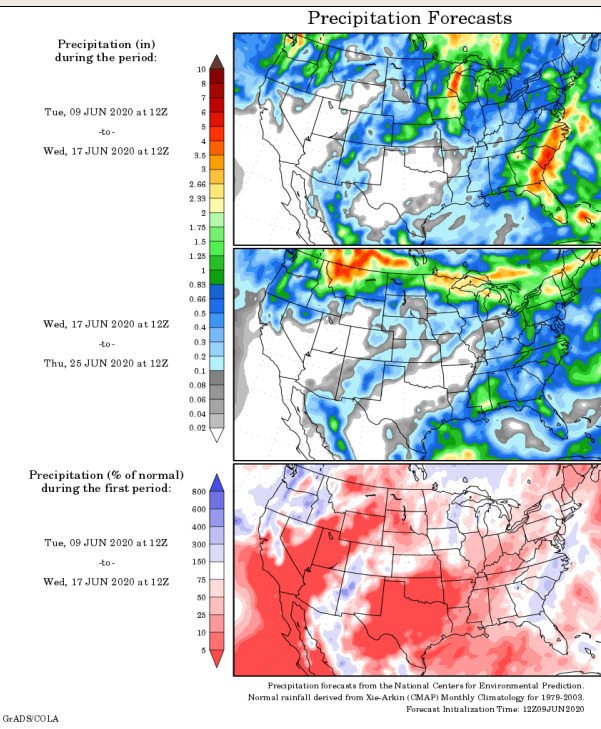 Precipitation Forecasts
Precipitation (in)
during the period:
Tue, 09 JUN 2020 at 12Z
-to-
Wed, 17 JUN 2020 at 12Z
10
8
7
6
5
4
3.5
3
2.66
2.33
2
1.75
1.5
1.25
1
0.83
0.66
0.5
0.4
0.3
0.2
0.1
0.08
0.06
0.04
0.02
Wed, 17 JUN 2020 at 12Z
-to-
Thu, 25 JUN 2020 at 12Z
Precipitation (% of normal)
during the first period:
Tue, 09 JUN 2020 at 12Z
-to-
Wed, 17 JUN 2020 at 12Z
800
600
400
300
150
75
50
25
10
5
Precipitation forecasts from the National Centers for Environmental Prediction.
Normal rainfall derived from Xie-Arkin (CMAP) Monthly Climatology for 1979-2003.
Forecast Initialization Time: 12Z09JUN2020
GrADS/COLA